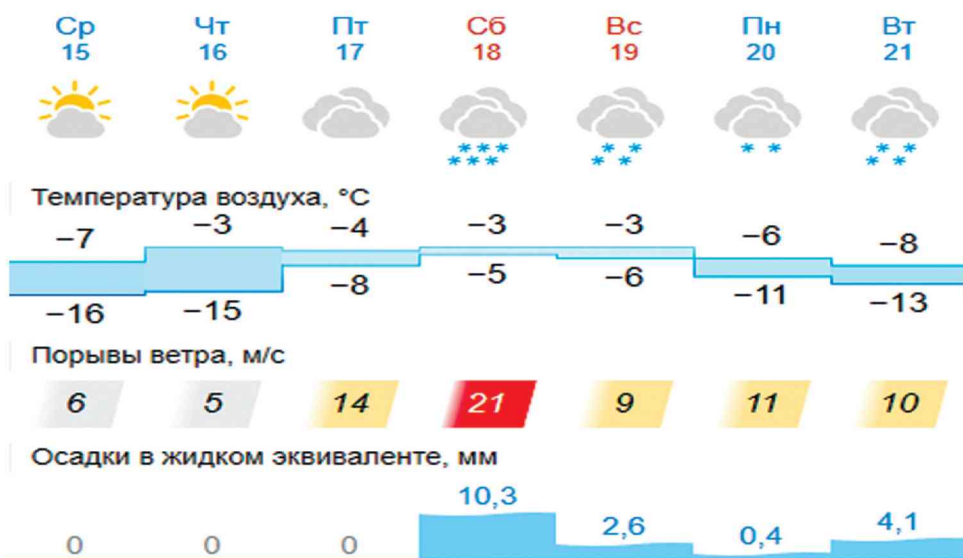 Ср Чт Пт Сб Вс Пн Вт
15 16 17 18 19 20 21
Температура воздуха, °C
−7 −3 −4 −3 −3 −6 −8
−16 −15 −8 −5 −6 −11 −13
Порывы ветра, м/с
6 5 14 21 9 11 10
Осадки в жидком эквиваленте, мм
0 0 0 10,3 2,6 0,4 4,1